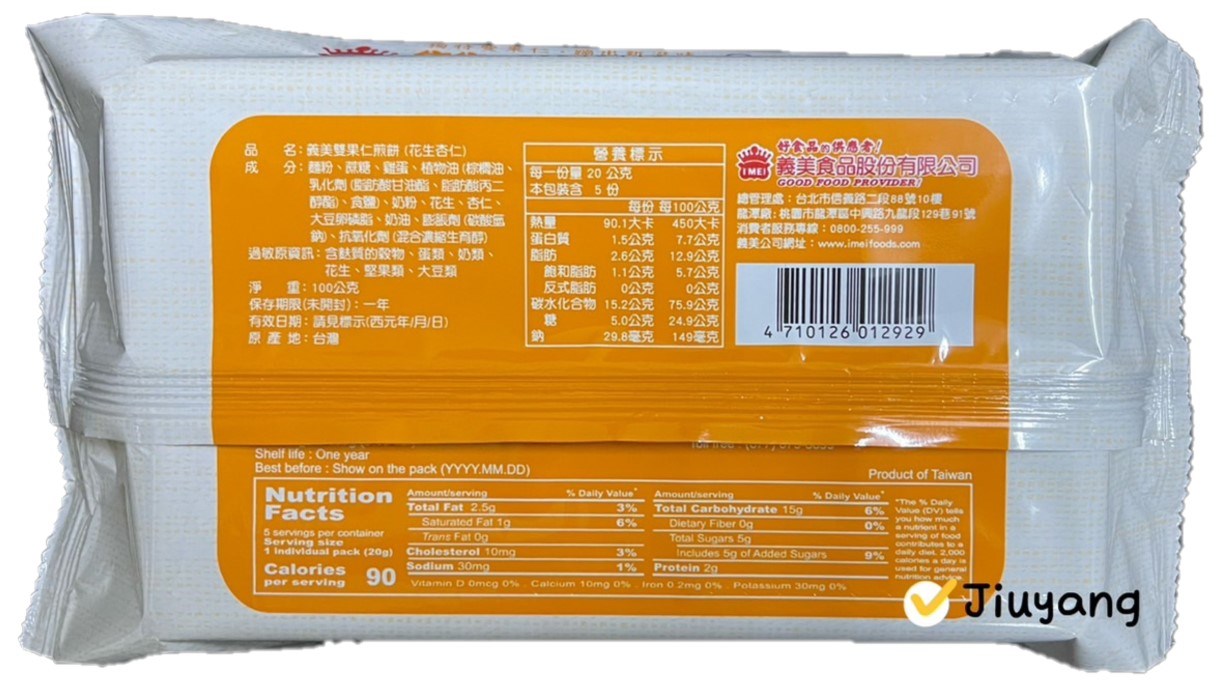 品　名：義美雙果仁煎餅(花生杏仁)
成　分：麵粉、蔗糖、雞蛋、植物油(棕櫚油、
乳化劑(脂肪酸甘油酯、脂肪酸丙二
醇酯)、食鹽)、奶粉、花生、杏仁、
大豆卵磷脂、奶油、膨脹劑(碳酸氫
鈉)、抗氧化劑(混合濃縮生育醇)
過敏原資訊：含麩質的穀物、蛋類、奶類、
花生、堅果類、大豆類
淨　重：100公克
保存期限(未開封)：一年
有效日期：請見標示(西元年/月/日)
原 產 地：台灣
營養標示
每一份量 20 公克
本包裝含 5 份
每份 每100公克
熱量 90.1大卡 450大卡
蛋白質 1.5公克 7.7公克
脂肪 2.6公克 12.9公克
飽和脂肪 1.1公克 5.7公克
反式脂肪 0公克 0公克
碳水化合物 15.2公克 75.9公克
糖 5.0公克 24.9公克
鈉 29.8毫克 149毫克
好食品的供應者!
I MEI 義美食品股份有限公司
GOOD FOOD PROVIDER!
總管理處：台北市信義路二段88號10樓
龍潭廠：桃園市龍潭區中興路九龍段129巷91號
消費者服務專線：0800-255-999
義美公司網址：www.imeifoods.com
4 710126 012929
Shelf life : One year
Best before : Show on the pack (YYYY.MM.DD)
Product of Taiwan
Nutrition
Facts
5 servings per container
Serving size
1 individual pack (20g)
Calories
per serving 90
Amount/serving % Daily Value*
Total Fat 2.5g 3%
Saturated Fat 1g 6%
Trans Fat 0g
Cholesterol 10mg 3%
Sodium 30mg 1%
Amount/serving % Daily Value*
Total Carbohydrate 15g 6%
Dietary Fiber 0g 0%
Total Sugars 5g
Includes 5g of Added Sugars 9%
Protein 2g
Vitamin D 0mcg 0% . Calcium 10mg 0% . Iron 0.2mg 0% . Potassium 30mg 0%
*The % Daily
Value (DV) tells
you how much
a nutrient in a
serving of food
contributes to a
daily diet. 2,000
calories a day is
used for general
nutrition advice.
Jiuyang